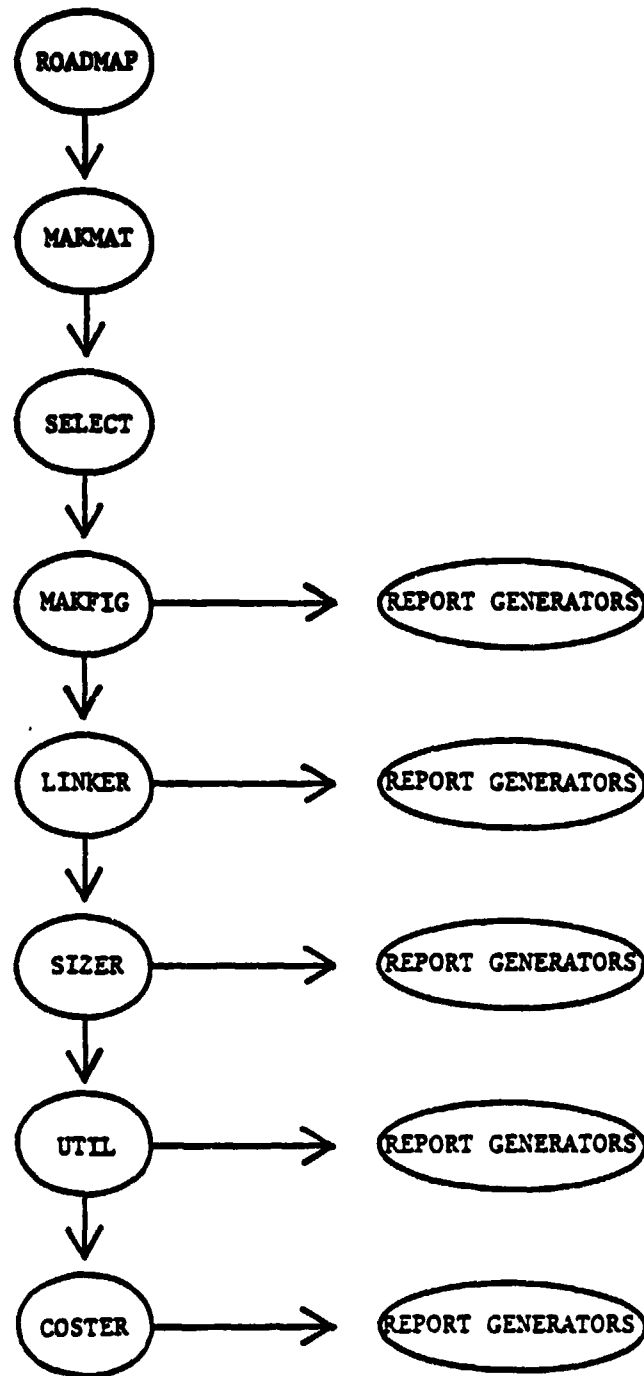 ROADMAP
MAKMAT
SELECT
MAKFIG
REPORT GENERATORS
LINKER
REPORT GENERATORS
SIZER
REPORT GENERATORS
UTIL
REPORT GENERATORS
COSTER
REPORT GENERATORS